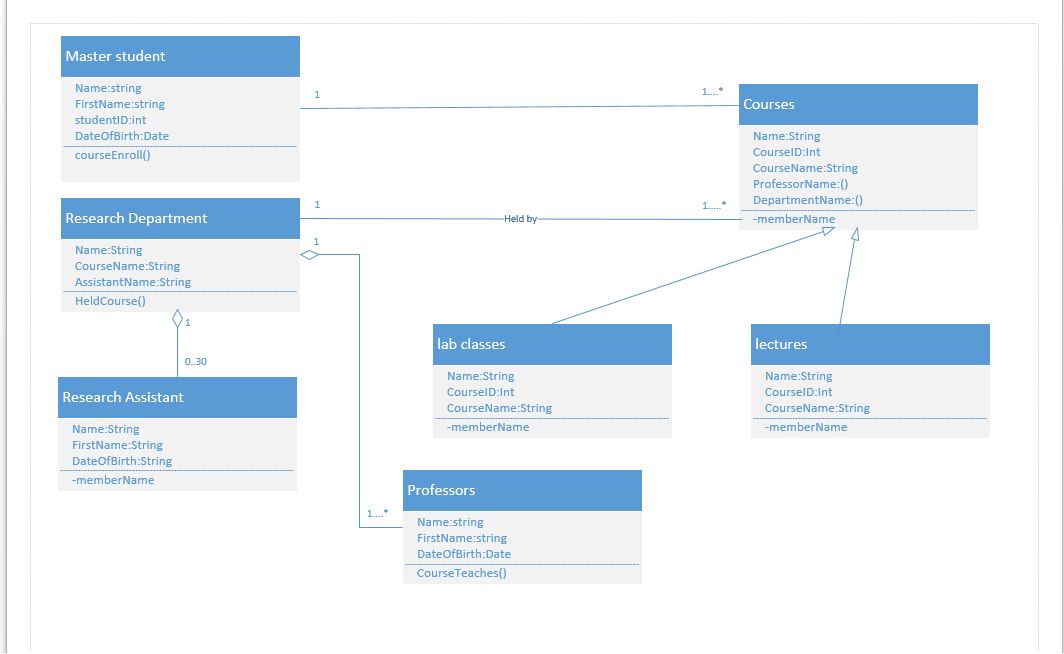 Master student
Name:string
FirstName:string
studentID:int
DateOfBirth:Date
courseEnroll()
1
1....*
Courses
Name:String
CourseID:Int
CourseName:String
ProfessorName:()
DepartmentName:()
-memberName
Research Department
Name:String
CourseName:String
AssistantName:String
HeldCourse()
1
Held by
1.....*
1
1
0..30
Research Assistant
Name:String
FirstName:String
DateOfBirth:String
-memberName
lab classes
Name:String
CourseID:Int
CourseName:String
-memberName
lectures
Name:String
CourseID:Int
CourseName:String
-memberName
1....*
Professors
Name:string
FirstName:string
DateOfBirth:Date
CourseTeaches()